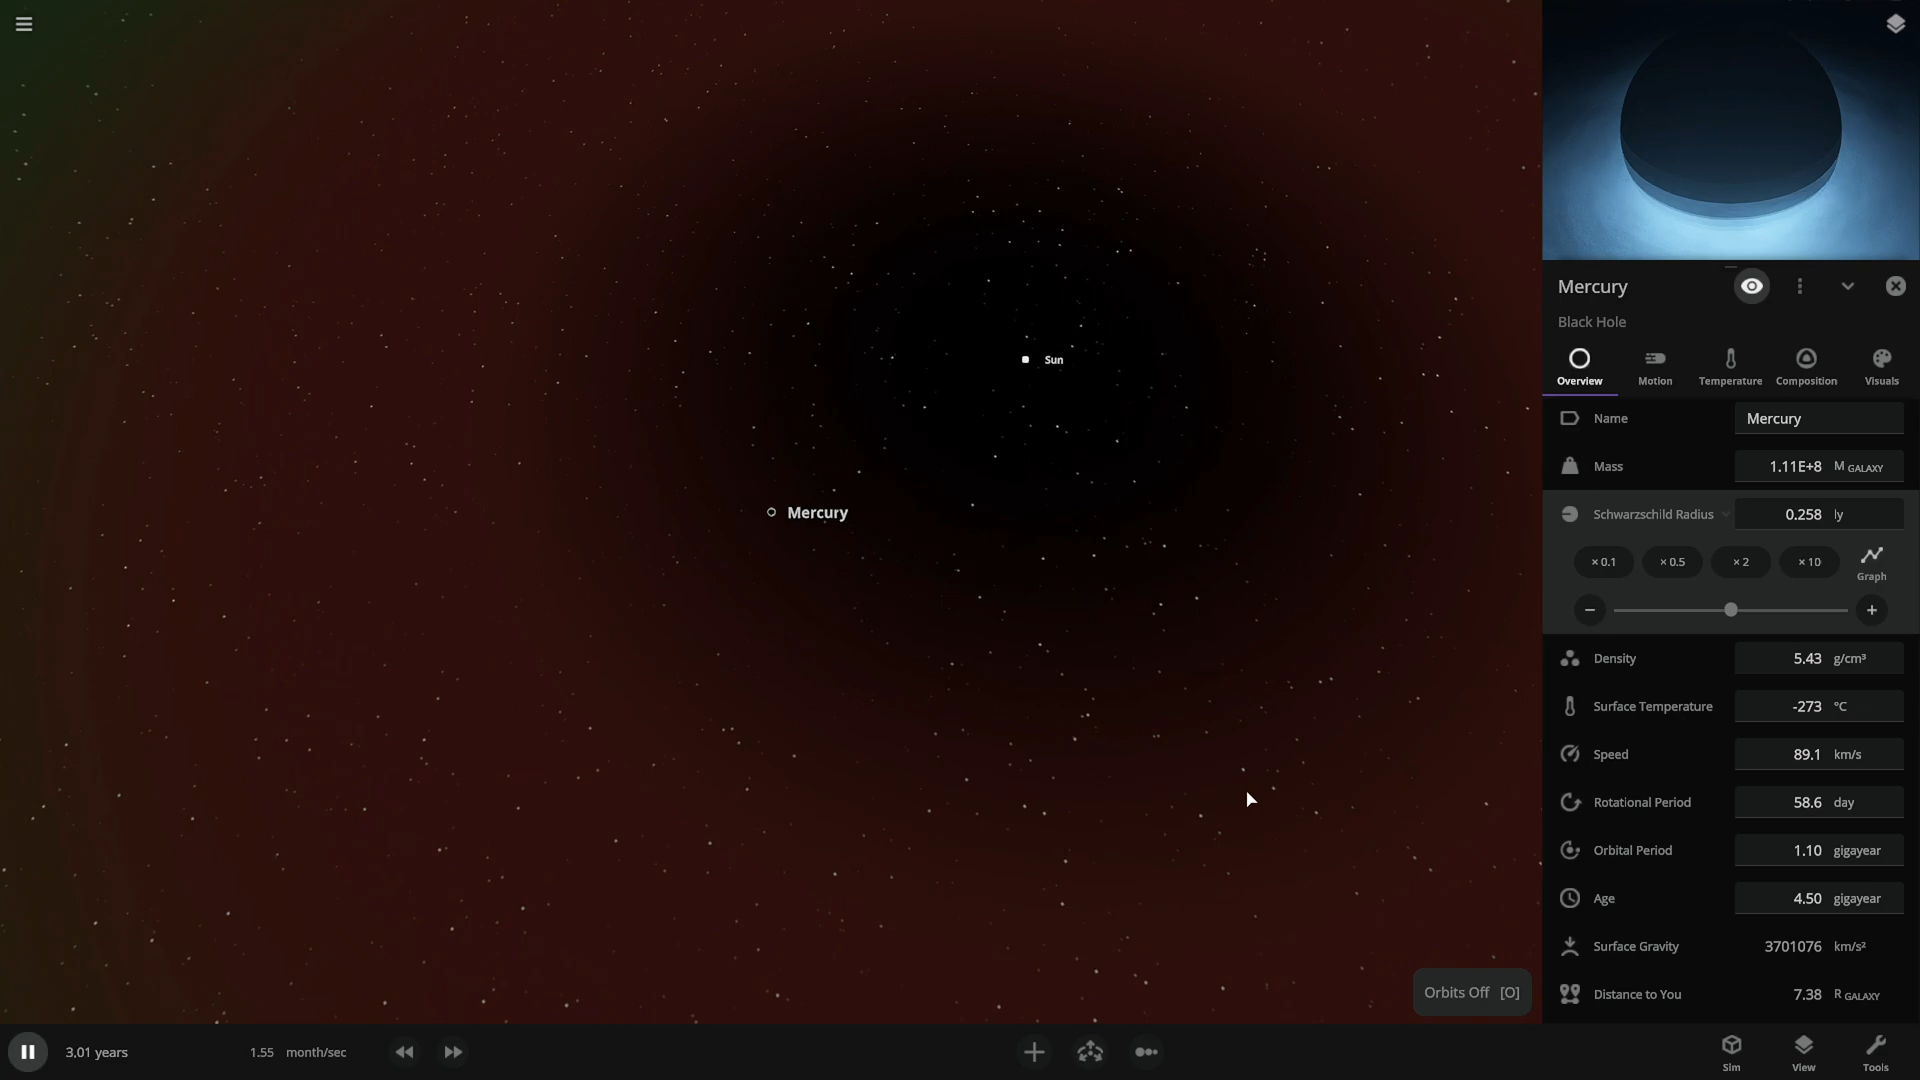 Sun
Mercury
Orbits Off [O]
Mercury
Black Hole
Overview Motion Temperature Composition Visuals
Name Mercury
Mass 1.11E+8 M GALAXY
Schwarzschild Radius 0.258 ly
× 0.1 × 0.5 × 2 × 10 Graph
Density 5.43 g/cm³
Surface Temperature -273 °C
Speed 89.1 km/s
Rotational Period 58.6 day
Orbital Period 1.10 gigayear
Age 4.50 gigayear
Surface Gravity 3701076 km/s²
Distance to You 7.38 R GALAXY
3.01 years 1.55 month/sec
Sim View Tools